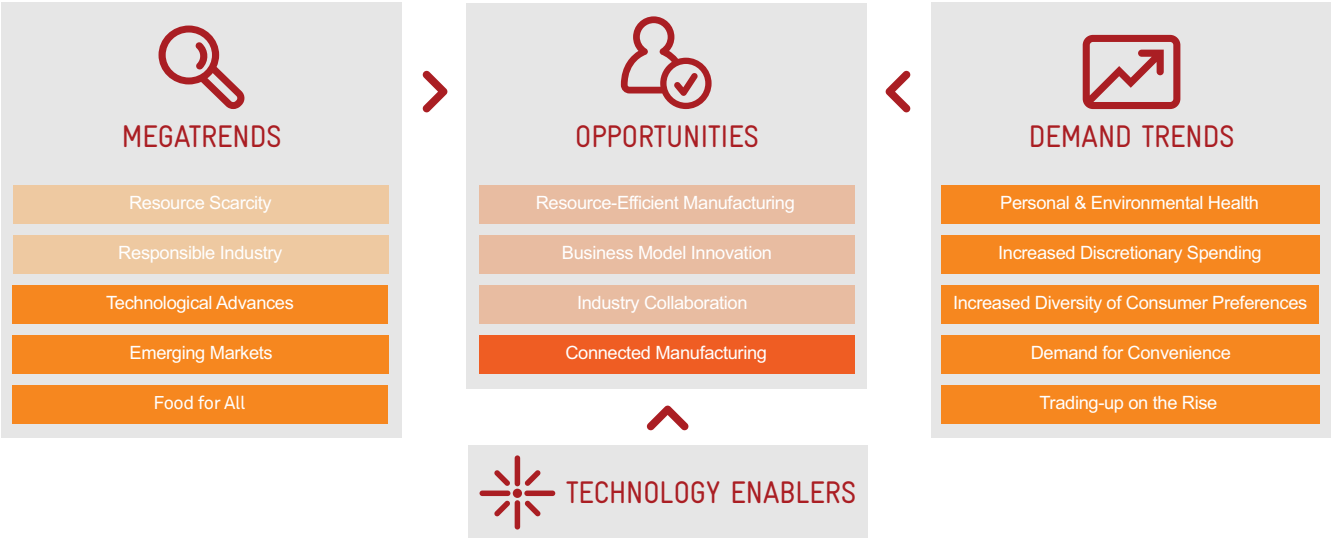 MEGATRENDS
Resource Scarcity
Responsible Industry
Technological Advances
Emerging Markets
Food for All
OPPORTUNITIES
Resource-Efficient Manufacturing
Business Model Innovation
Industry Collaboration
Connected Manufacturing
DEMAND TRENDS
Personal & Environmental Health
Increased Discretionary Spending
Increased Diversity of Consumer Preferences
Demand for Convenience
Trading-up on the Rise
TECHNOLOGY ENABLERS